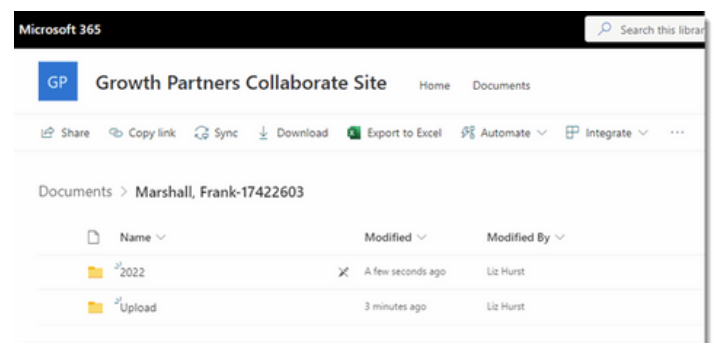 Microsoft 365 Search this librar
GP Growth Partners Collaborate Site Home Documents
Share Copy link Sync Download Export to Excel Automate Integrate ...
Documents > Marshall, Frank-17422603
Name Modified Modified By
2022 A few seconds ago Liz Hurst
Upload 3 minutes ago Liz Hurst